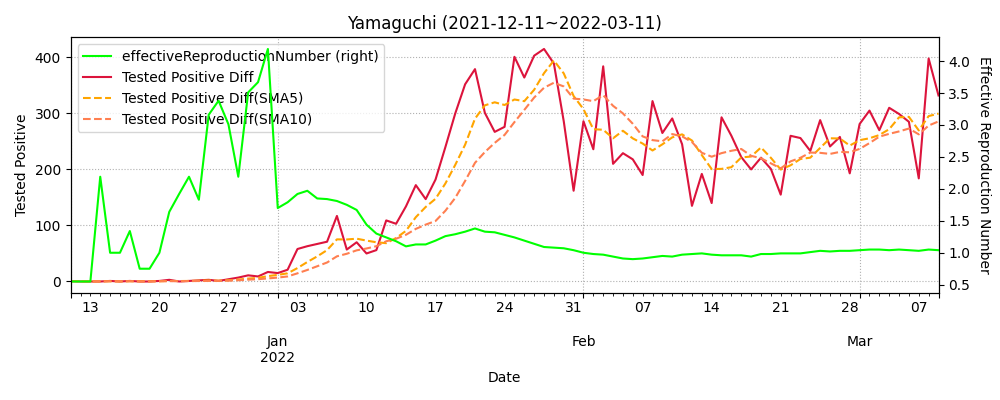 Yamaguchi (2021-12-11~2022-03-11)
effectiveReproductionNumber (right)
Tested Positive Diff
Tested Positive Diff(SMA5)
Tested Positive Diff(SMA10)
Tested Positive
400
300
200
100
0
4.0
3.5
3.0
2.5
2.0
1.5
1.0
0.5
Effective Reproduction Number
13 20 27 03 10 17 24 31 07 14 21 28 07
Jan Feb Mar
2022
Date